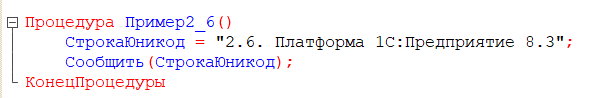 Процедура Пример2_6()
СтрокаЮникод = "2.6. Платформа 1С:Предприятие 8.3";
Сообщить(СтрокаЮникод);
КонецПроцедуры